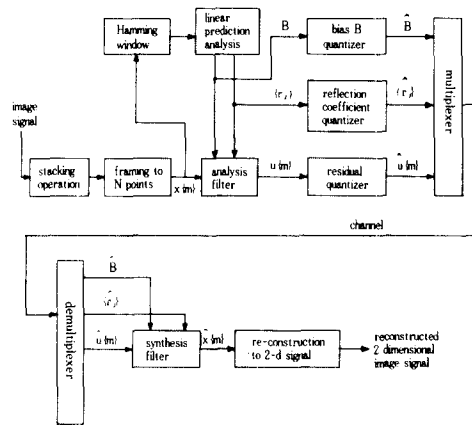 Hamming
window
linear
prediction
analysis
B
bias B
quantizer
B̂
multiplexer
reflection
coefficient
quantizer
image
signal
stacking
operation
framing to
N points
x(m)
analysis
filter
u(m)
residual
quantizer
û(m)
channel
demultiplexer
B̂
û(m)
synthesis
filter
x̂(m)
re-construction
to 2-d signal
reconstructed
2 dimensional
image signal